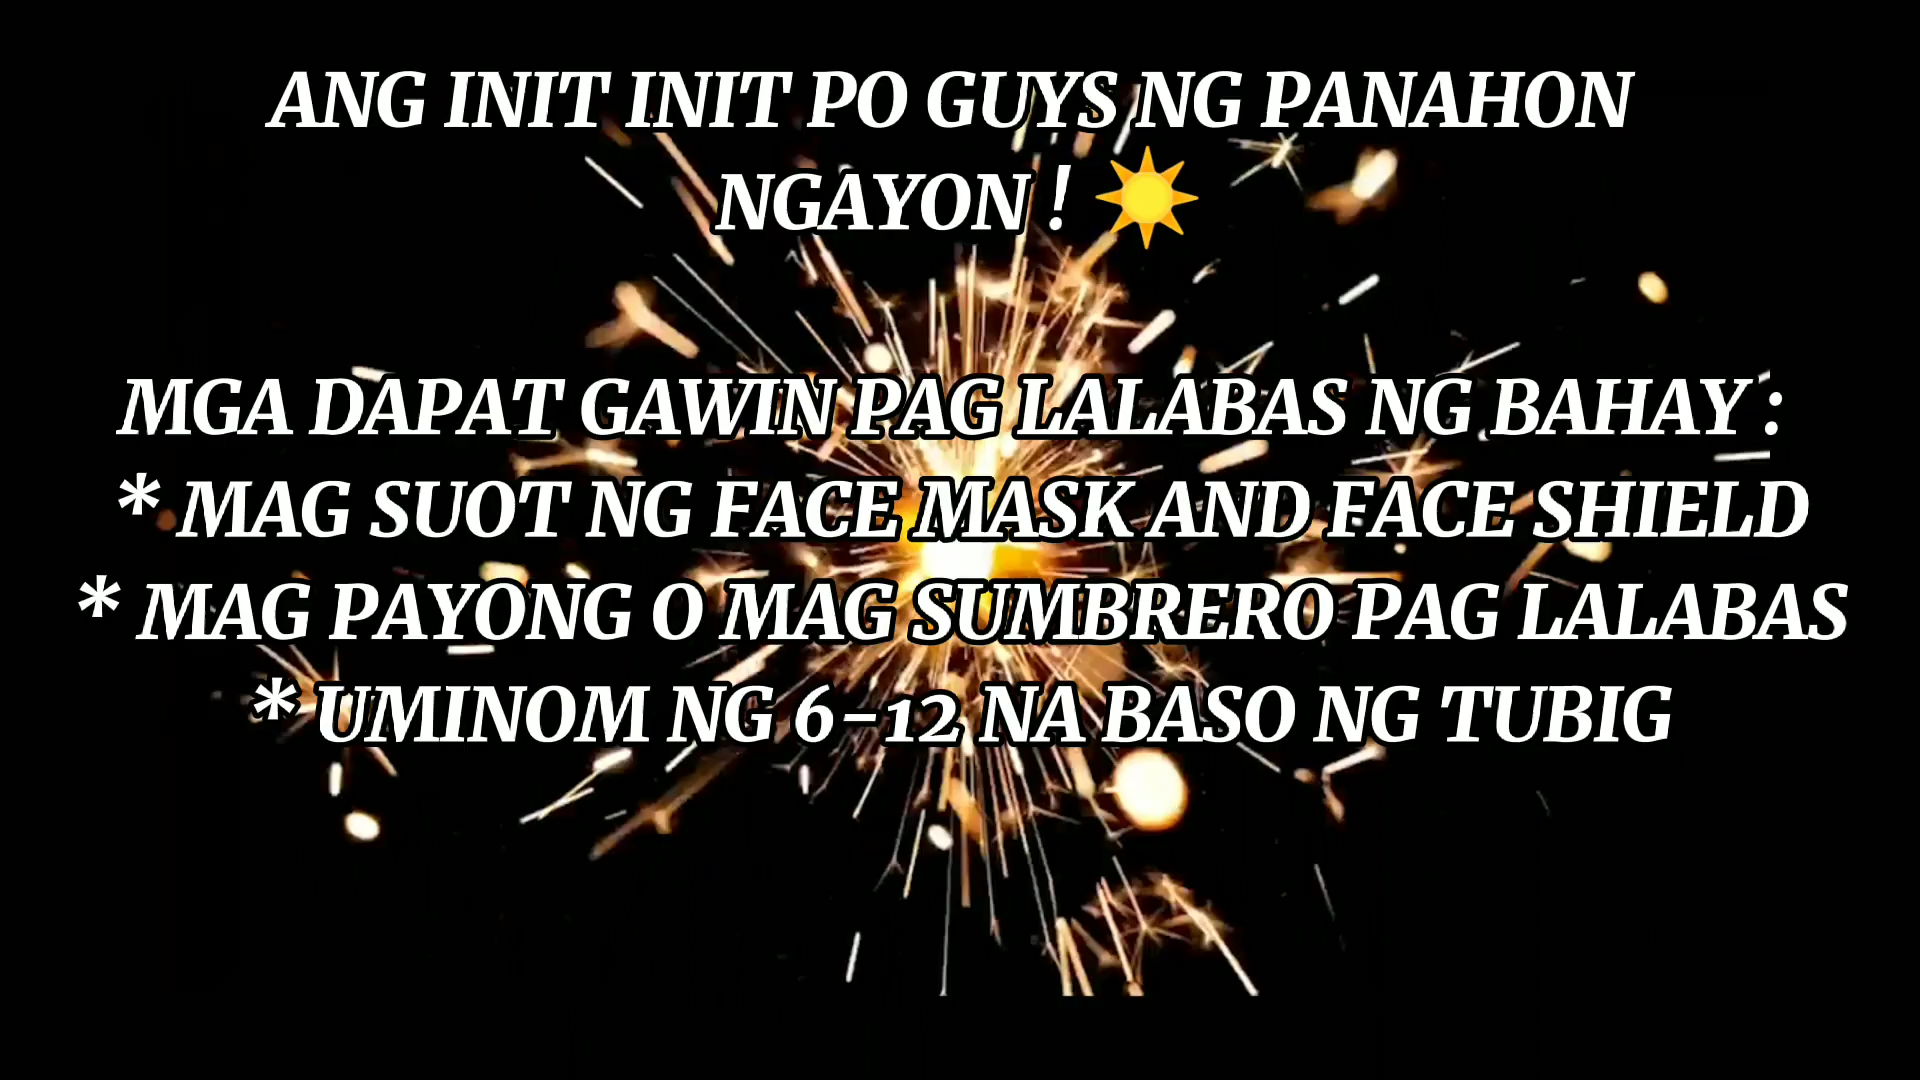 ANG INIT INIT PO GUYS NG PANAHON
NGAYON ! ☀
MGA DAPAT GAWIN PAG LALABAS NG BAHAY :
* MAG SUOT NG FACE MASK AND FACE SHIELD
* MAG PAYONG O MAG SUMBRERO PAG LALABAS
* UMINOM NG 6-12 NA BASO NG TUBIG